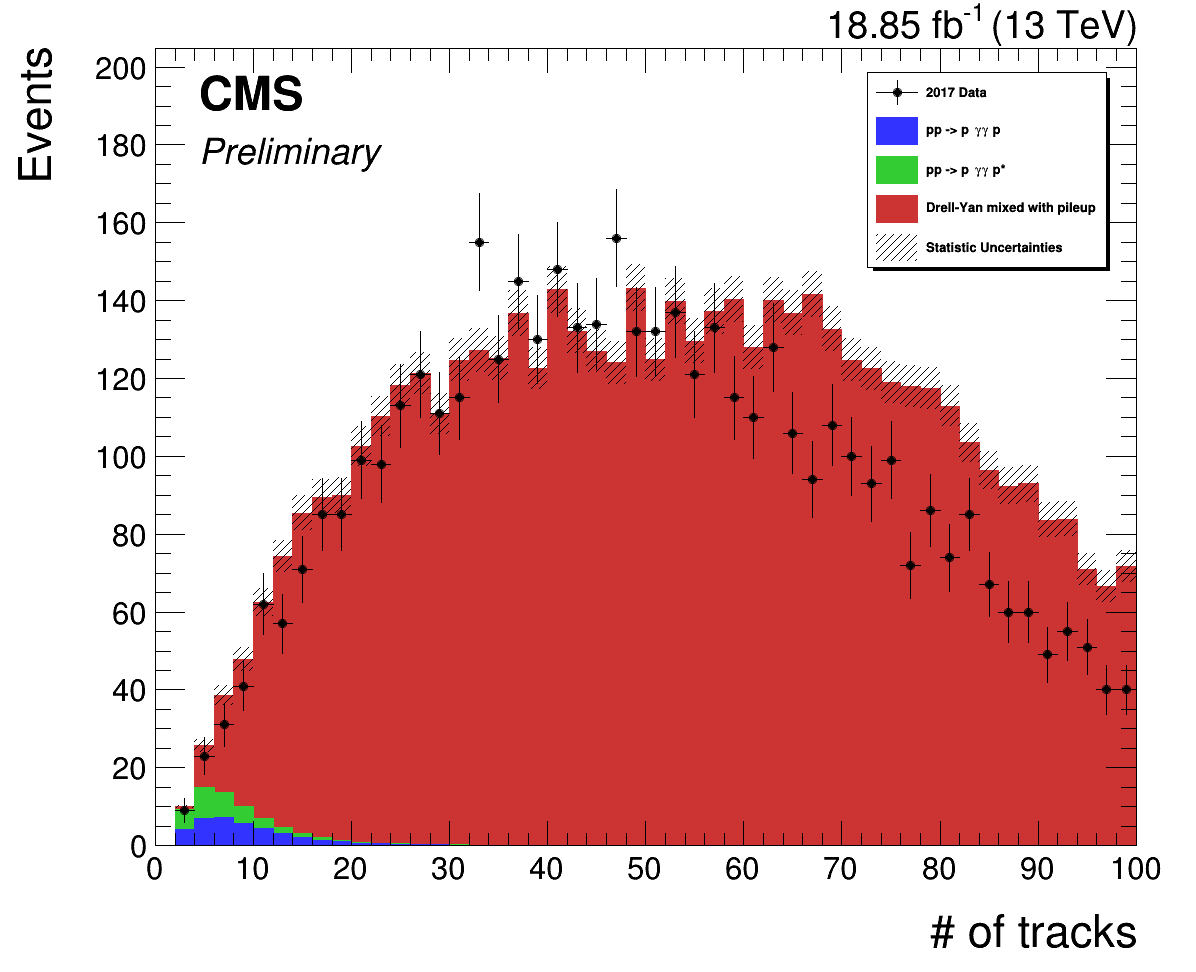 18.85 fb-1 (13 TeV)
Events
CMS
Preliminary
2017 Data
pp -> p γγ p
pp -> p γγ p*
Drell-Yan mixed with pileup
Statistic Uncertainties
200
180
160
140
120
100
80
60
40
20
0
0 10 20 30 40 50 60 70 80 90 100
# of tracks